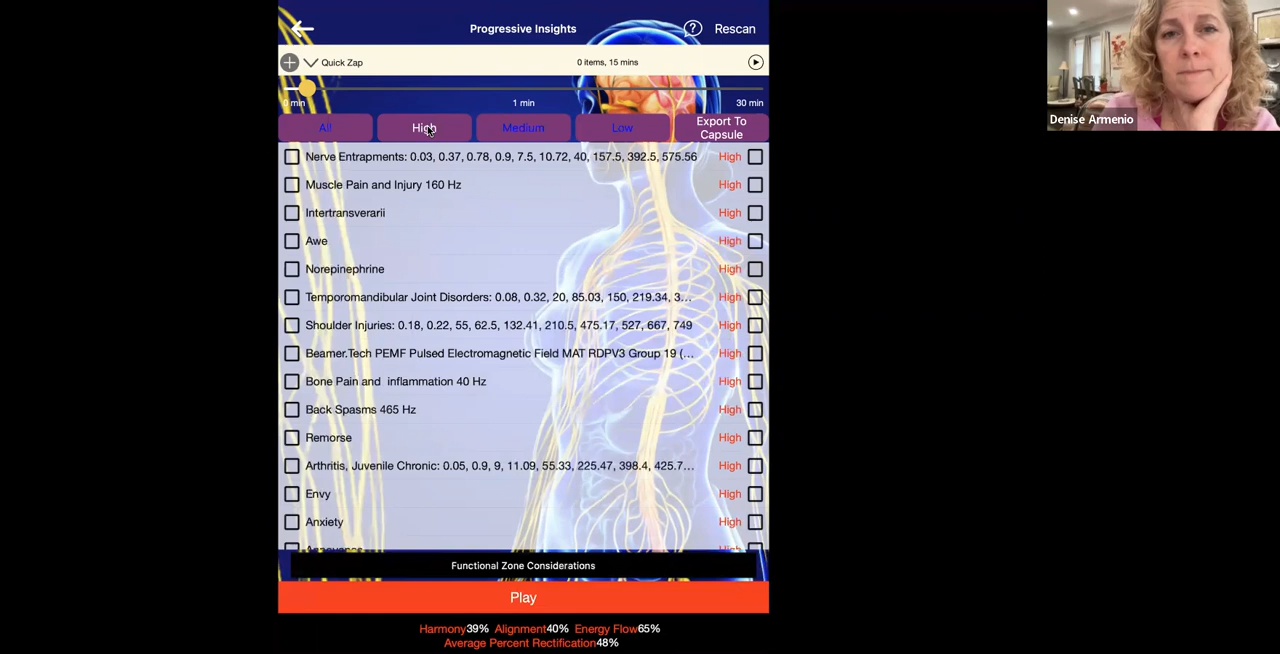 Progressive Insights
Rescan
Quick Zap
0 items, 15 mins
0 min
1 min
30 min
All
High
Medium
Low
Export To
Capsule
Nerve Entrapments: 0.03, 0.37, 0.78, 0.9, 7.5, 10.72, 40, 157.5, 392.5, 575.56 High
Muscle Pain and Injury 160 Hz High
Intertransverarii High
Awe High
Norepinephrine High
Temporomandibular Joint Disorders: 0.08, 0.32, 20, 85.03, 150, 219.34, 3... High
Shoulder Injuries: 0.18, 0.22, 55, 62.5, 132.41, 210.5, 475.17, 527, 667, 749 High
Beamer.Tech PEMF Pulsed Electromagnetic Field MAT RDPV3 Group 19 (... High
Bone Pain and inflammation 40 Hz High
Back Spasms 465 Hz High
Remorse High
Arthritis, Juvenile Chronic: 0.05, 0.9, 9, 11.09, 55.33, 225.47, 398.4, 425.7... High
Envy High
Anxiety High
High
Functional Zone Considerations
Play
Harmony39% Alignment40% Energy Flow65%
Average Percent Rectification48%
Denise Armenio